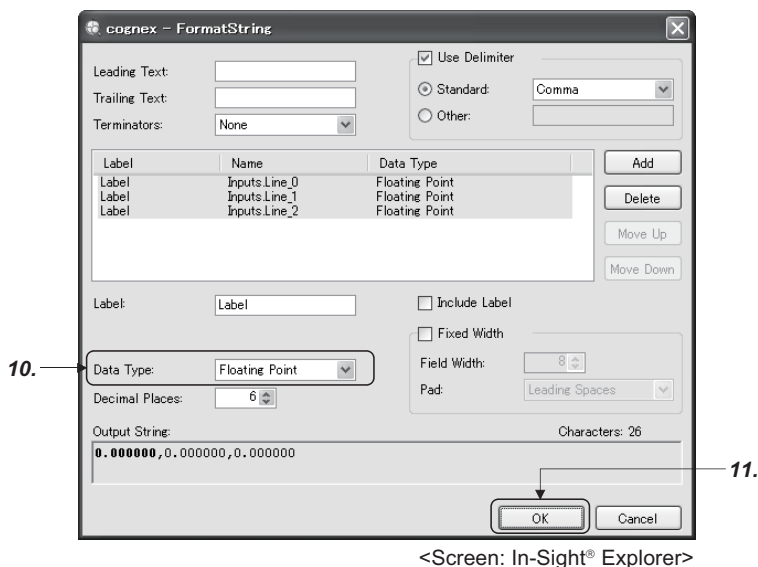 cognex - FormatString
Leading Text:
Trailing Text:
Terminators: None
Use Delimiter
Standard: Comma
Other:
Label Name Data Type
Label Inputs.Line_0 Floating Point
Label Inputs.Line_1 Floating Point
Label Inputs.Line_2 Floating Point
Add
Delete
Move Up
Move Down
Label: Label
Include Label
Fixed Width
10.
Data Type: Floating Point
Field Width: 8
Decimal Places: 6
Pad: Leading Spaces
Output String: Characters: 26
0.000000,0.000000,0.000000
11.
OK Cancel
<Screen: In-Sight® Explorer>